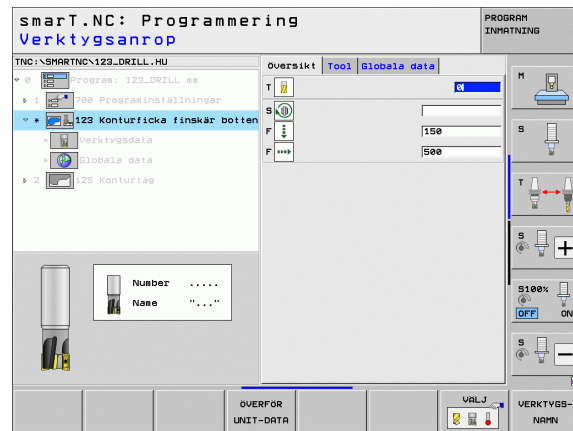 smarT.NC: Programmering
Verktygsanrop
PROGRAM
INMATNING
TNC:\SMARTNC\123_DRILL.HU
0 Program: 123_DRILL mm
1 700 Programinställningar
* 123 Konturficka finskär botten
* Verktygsdata
* Globala data
2 125 Konturtåg
Översikt Tool Globala data
T 0
S
F 150
F 500
Number .....
Name "..."
M
S
T
S
+
S100%
OFF ON
S
–
ÖVERFÖR
UNIT-DATA
VÄLJ
VERKTYGS-
NAMN